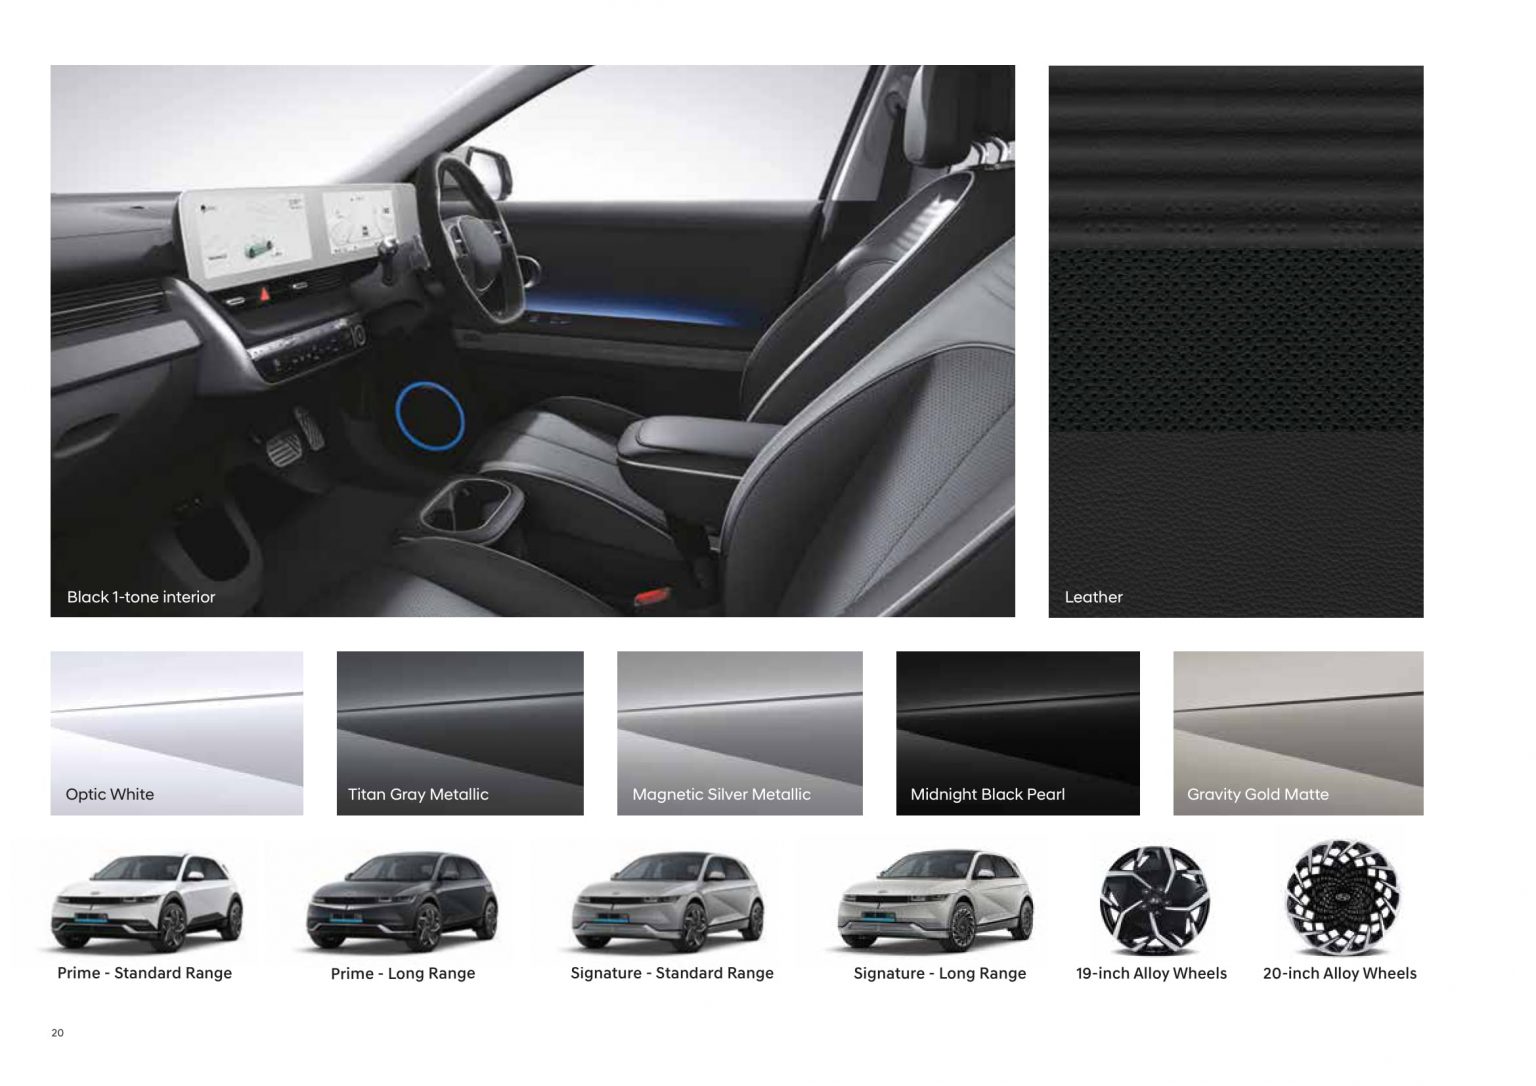 Black 1-tone interior
Leather
Optic White
Titan Gray Metallic
Magnetic Silver Metallic
Midnight Black Pearl
Gravity Gold Matte
Prime - Standard Range
Prime - Long Range
Signature - Standard Range
Signature - Long Range
19-inch Alloy Wheels
20-inch Alloy Wheels
20